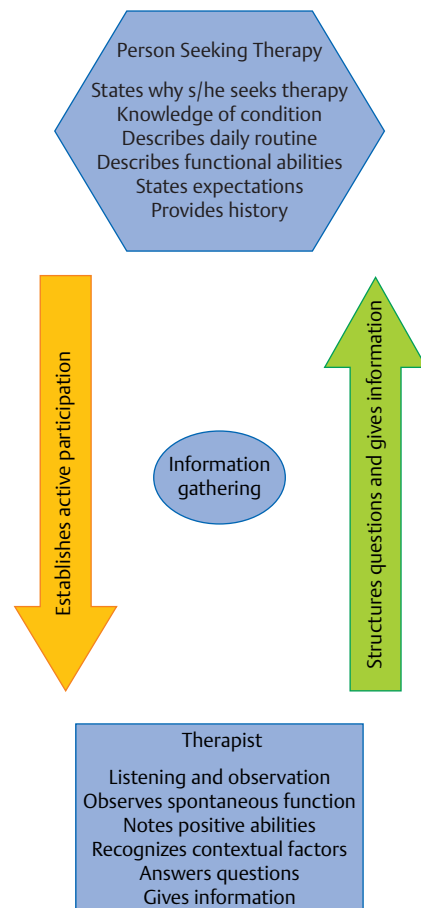 Person Seeking Therapy
States why s/he seeks therapy
Knowledge of condition
Describes daily routine
Describes functional abilities
States expectations
Provides history
Establishes active participation
Information
gathering
Structures questions and gives information
Therapist
Listening and observation
Observes spontaneous function
Notes positive abilities
Recognizes contextual factors
Answers questions
Gives information